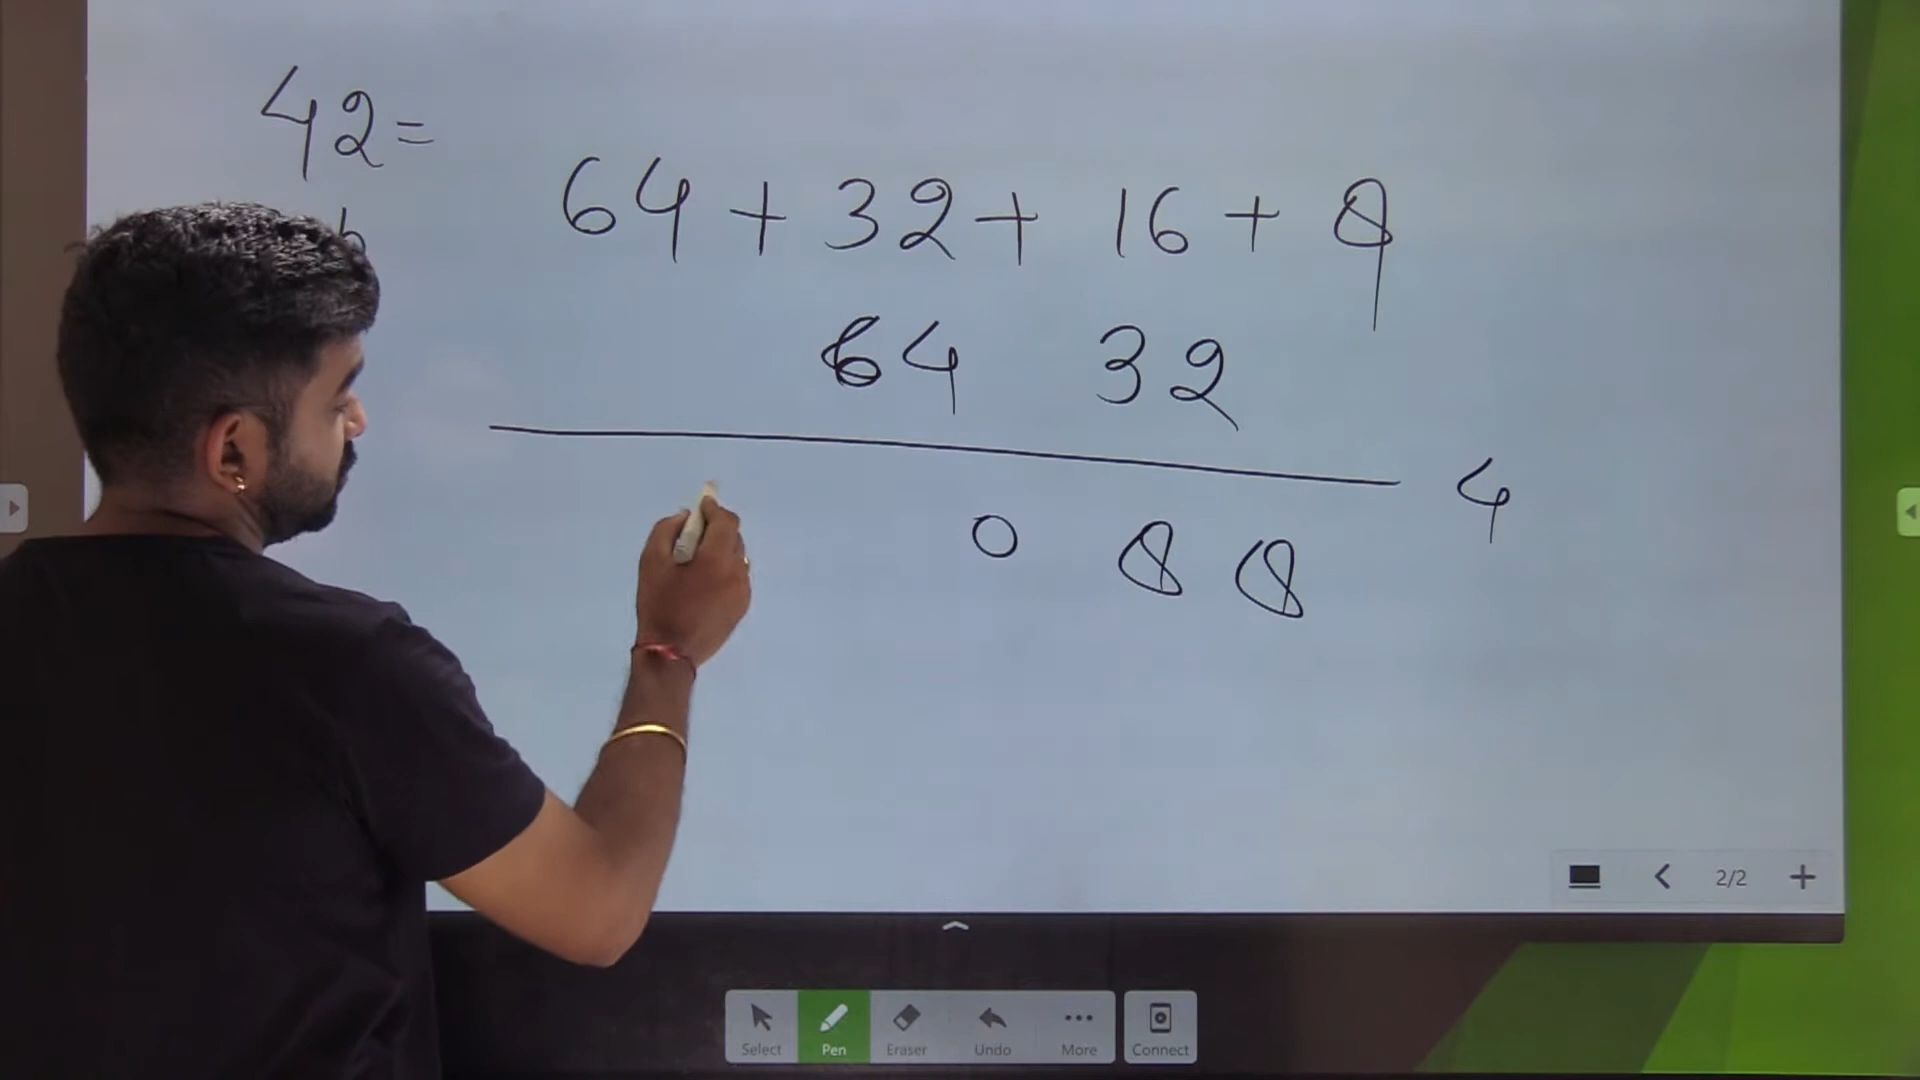 42=
64 + 32 + 16 + 8
64 32
4
0 8 8
2/2
Select Pen Eraser Undo More Connect